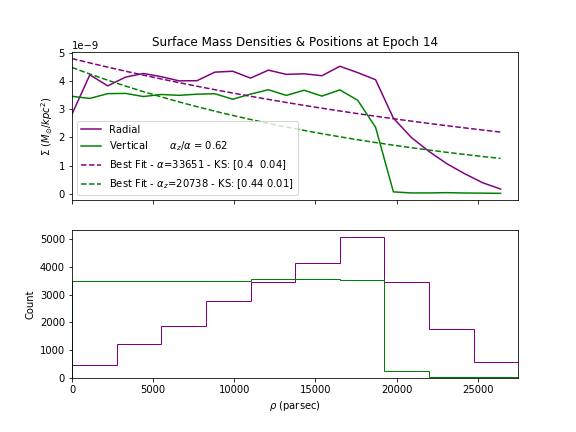 Surface Mass Densities & Positions at Epoch 14
1e−9
5
4
3
2
1
0
Σ (M⊙/kpc²)
Radial
Vertical α_z/α = 0.62
Best Fit - α=33651 - KS: [0.4 0.04]
Best Fit - α_z=20738 - KS: [0.44 0.01]
5000
4000
3000
2000
1000
0
Count
0 5000 10000 15000 20000 25000
ρ (parsec)